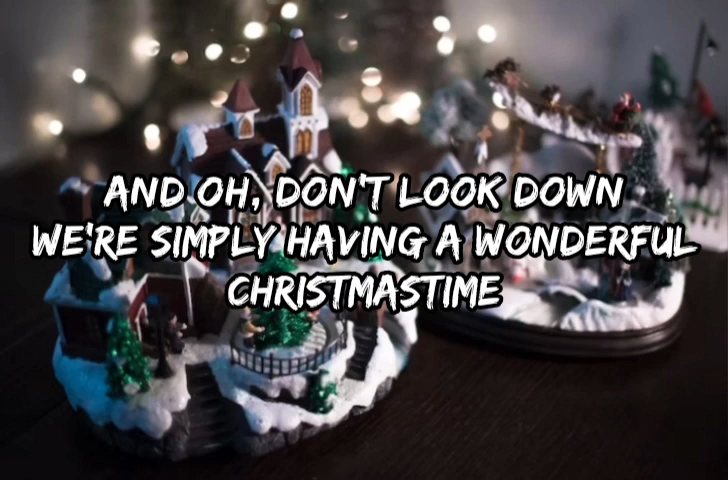 AND OH, DON'T LOOK DOWN
WE'RE SIMPLY HAVING A WONDERFUL
CHRISTMASTIME